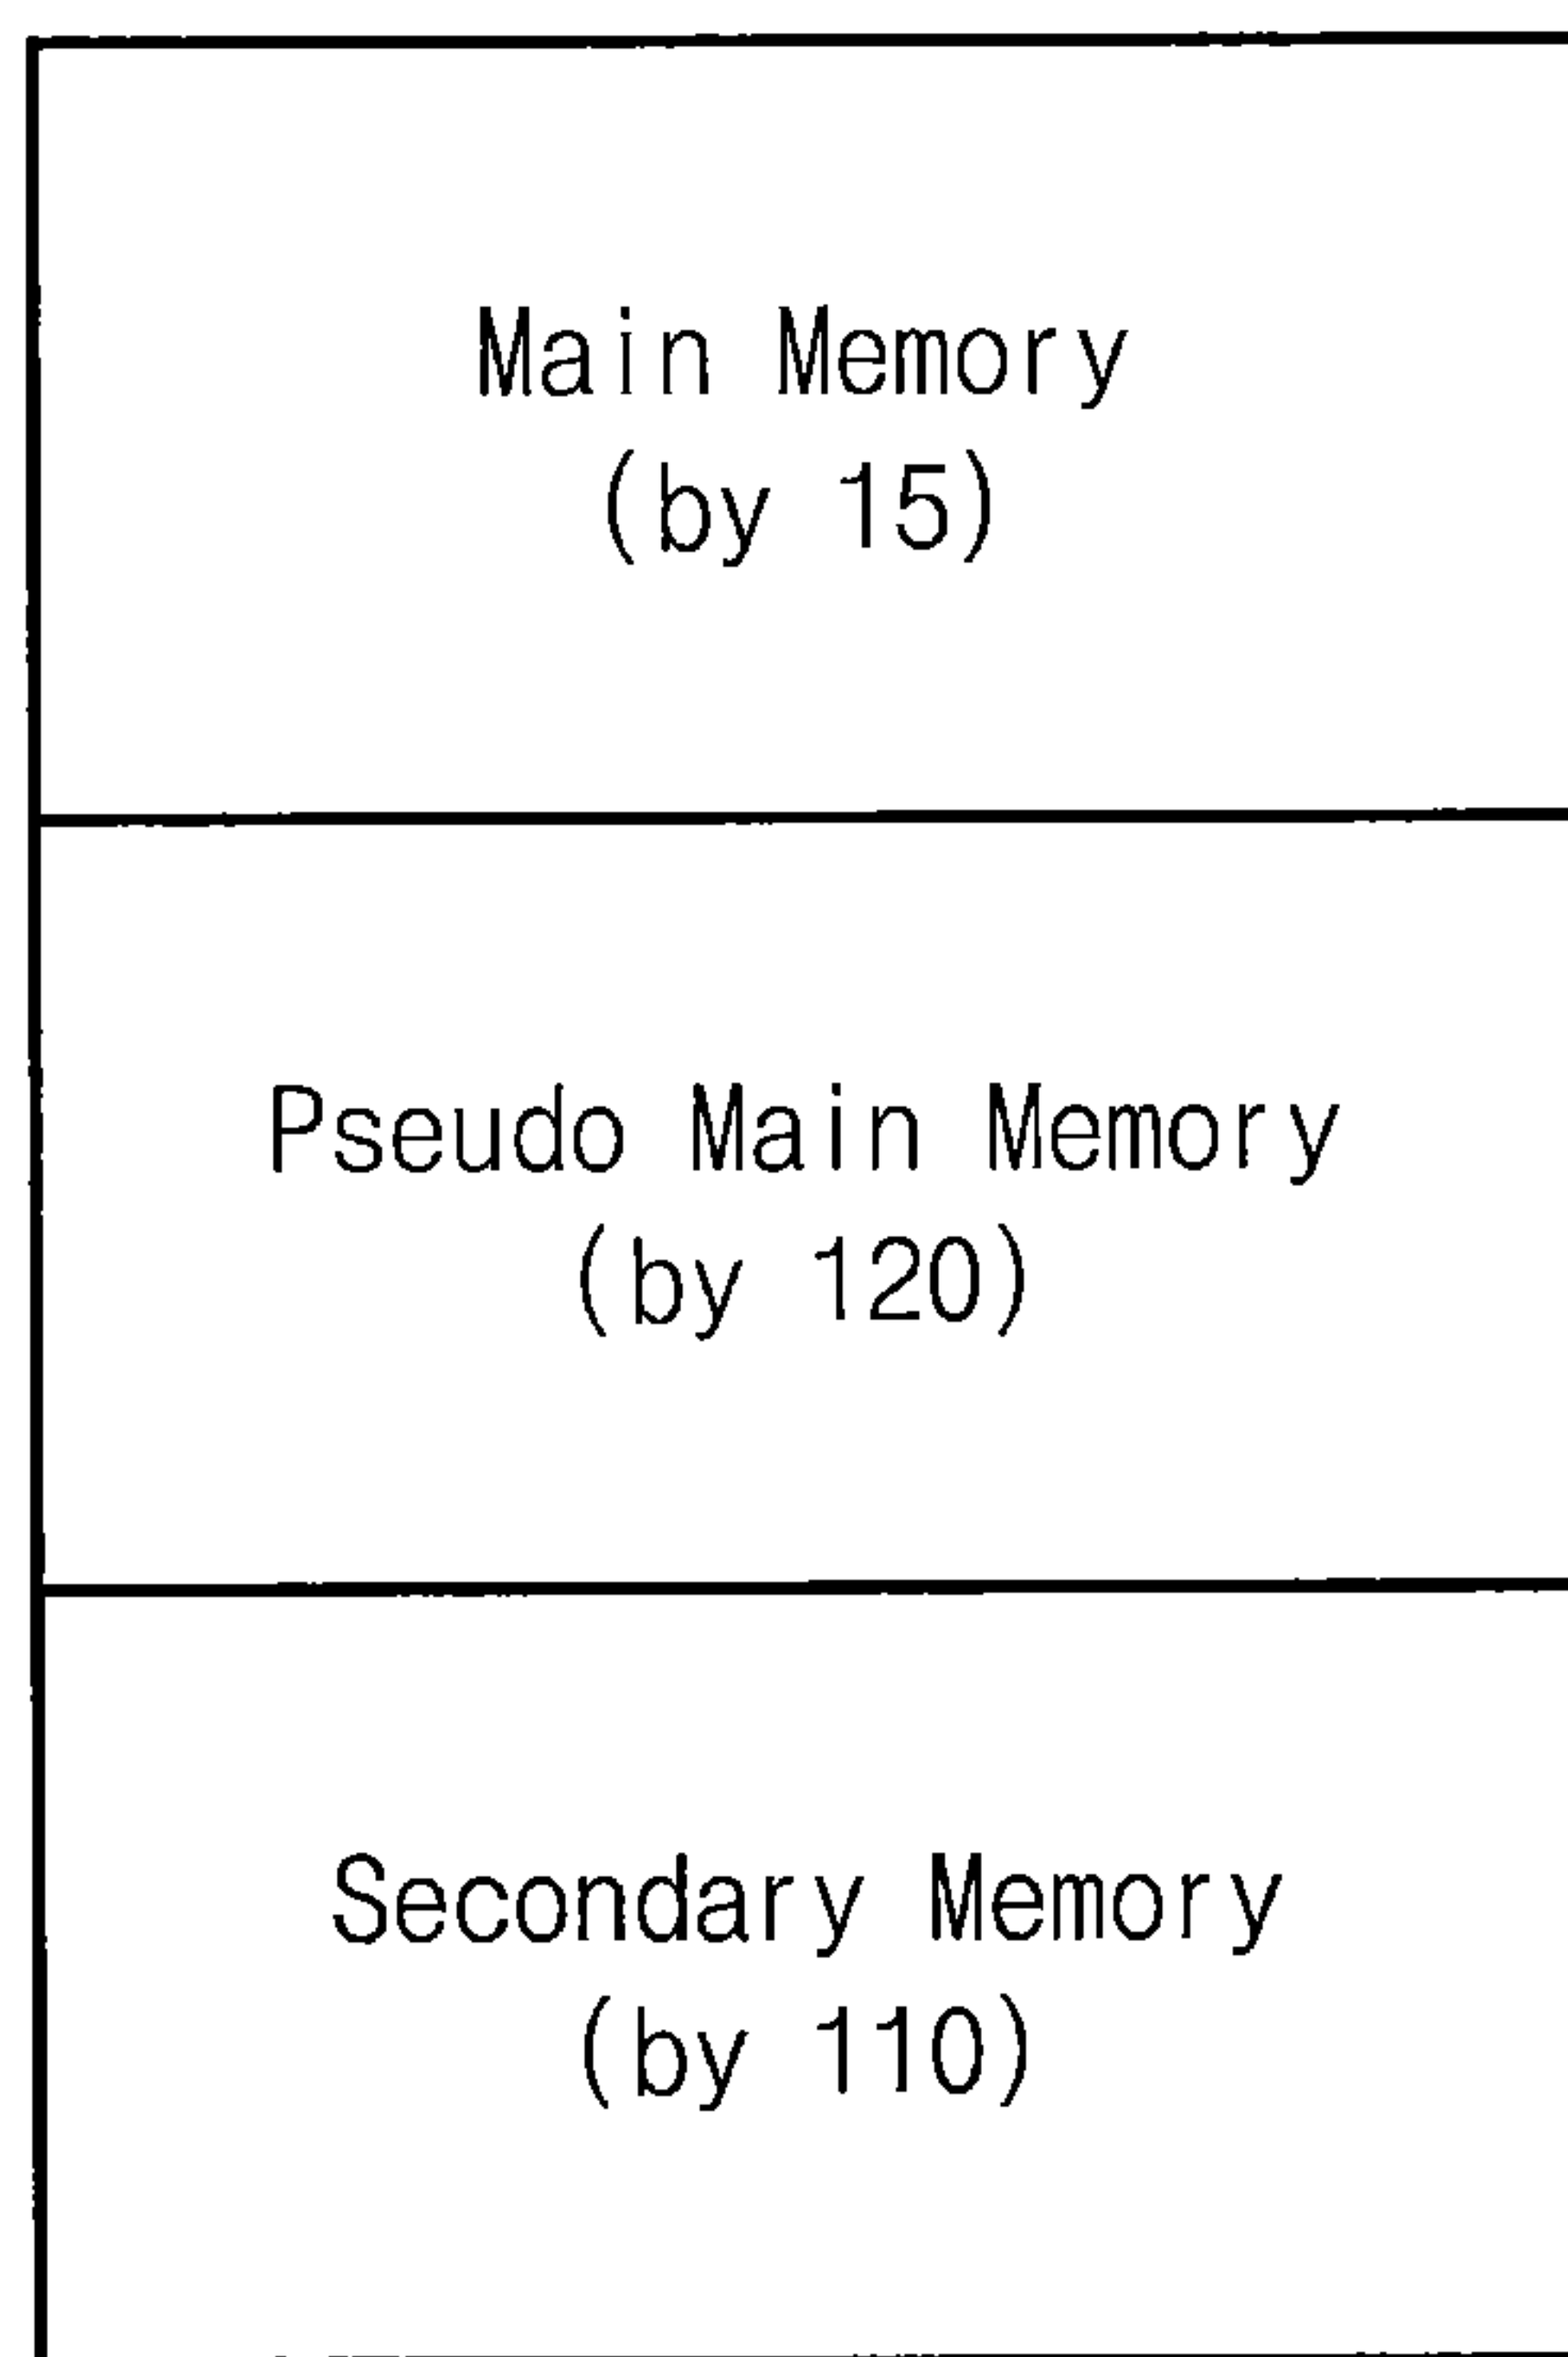 Main Memory
(by 15)
Pseudo Main Memory
(by 120)
Secondary Memory
(by 110)